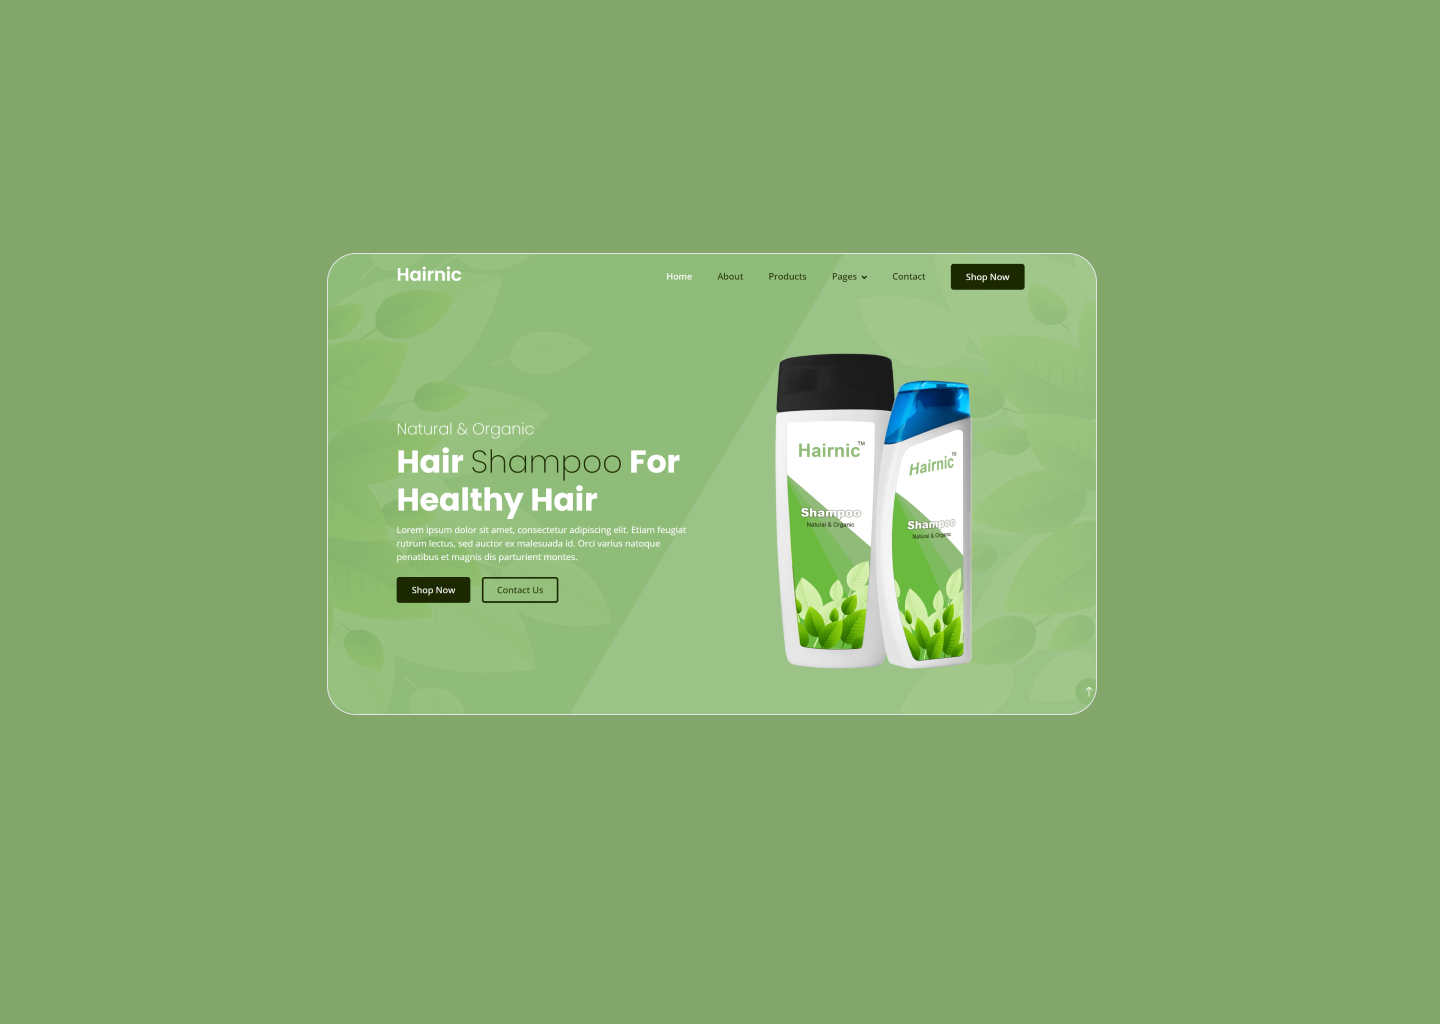 Hairnic
Home About Products Pages Contact Shop Now
Natural & Organic
Hair Shampoo For
Healthy Hair
Lorem ipsum dolor sit amet, consectetur adipiscing elit. Etiam feugiat
rutrum lectus, sed auctor ex malesuada id. Orci varius natoque
penatibus et magnis dis parturient montes.
Shop Now Contact Us
Hairnic™
Shampoo
Natural & Organic
Hairnic™
Shampoo
Natural & Organic